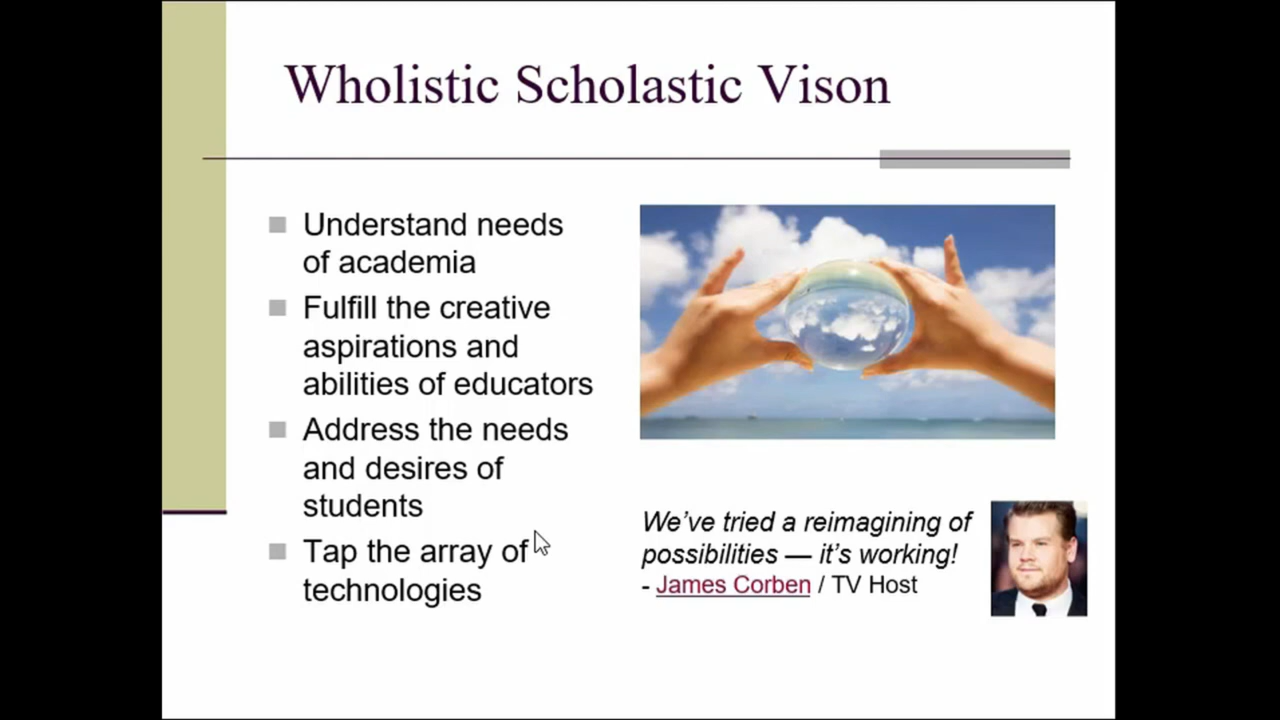 Wholistic Scholastic Vison
Understand needs
of academia
Fulfill the creative
aspirations and
abilities of educators
Address the needs
and desires of
students
Tap the array of
technologies
We’ve tried a reimagining of
possibilities — it’s working!
- James Corben / TV Host